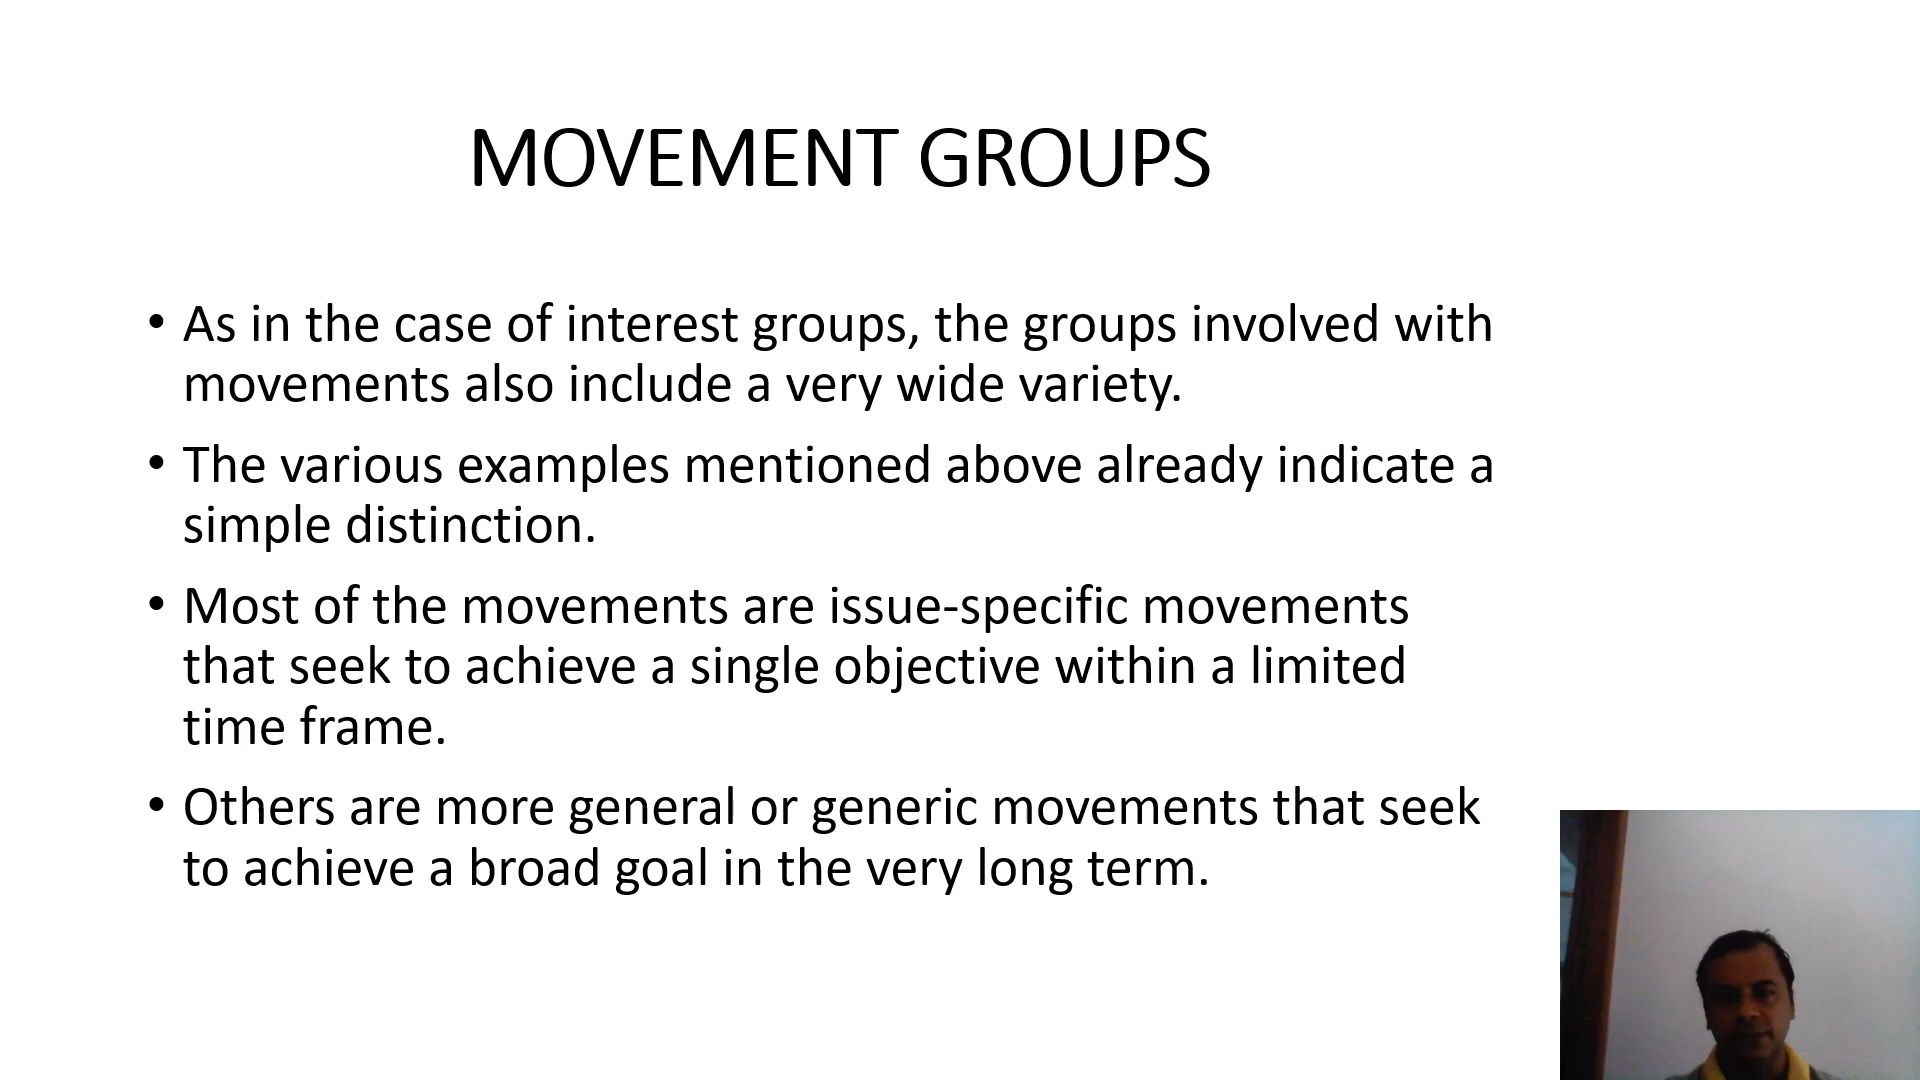 MOVEMENT GROUPS
• As in the case of interest groups, the groups involved with
movements also include a very wide variety.
• The various examples mentioned above already indicate a
simple distinction.
• Most of the movements are issue-specific movements
that seek to achieve a single objective within a limited
time frame.
• Others are more general or generic movements that seek
to achieve a broad goal in the very long term.